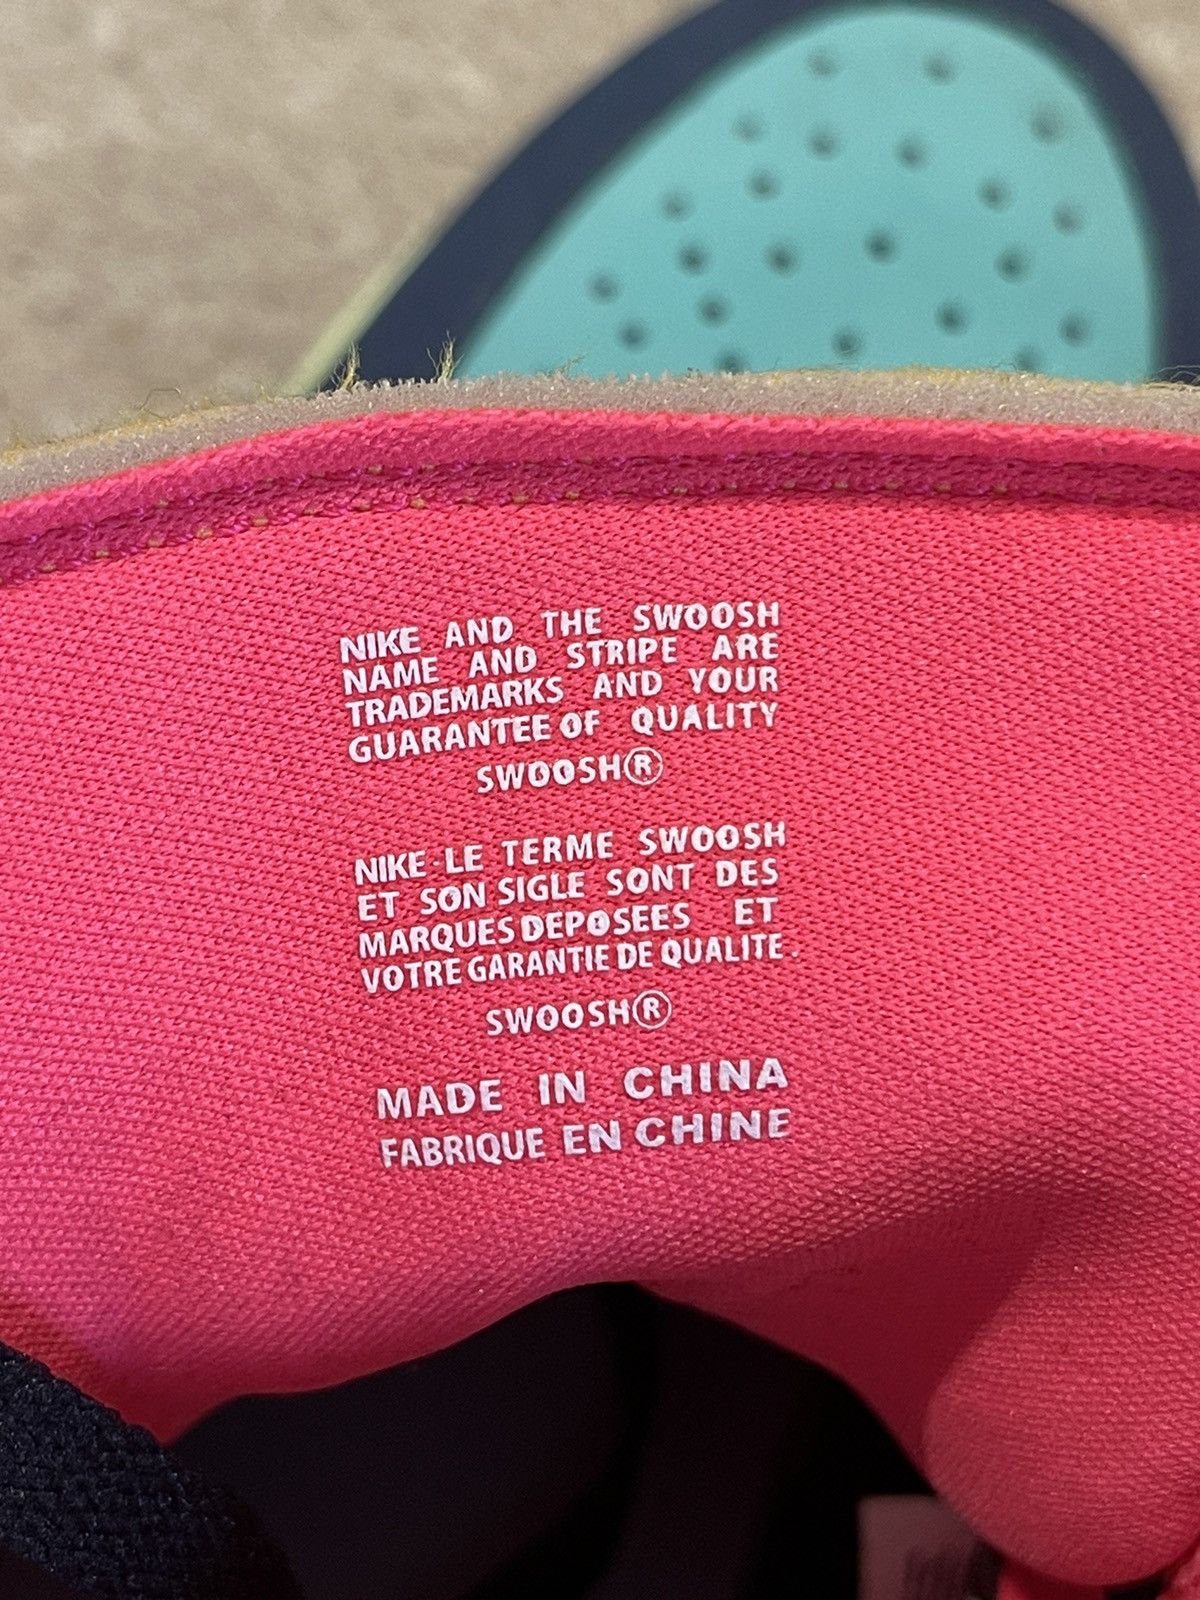 NIKE AND THE SWOOSH
NAME AND STRIPE ARE
TRADEMARKS AND YOUR
GUARANTEE OF QUALITY
SWOOSH®
NIKE·LE TERME SWOOSH
ET SON SIGLE SONT DES
MARQUES DEPOSEES ET
VOTRE GARANTIE DE QUALITE.
SWOOSH®
MADE IN CHINA
FABRIQUE EN CHINE